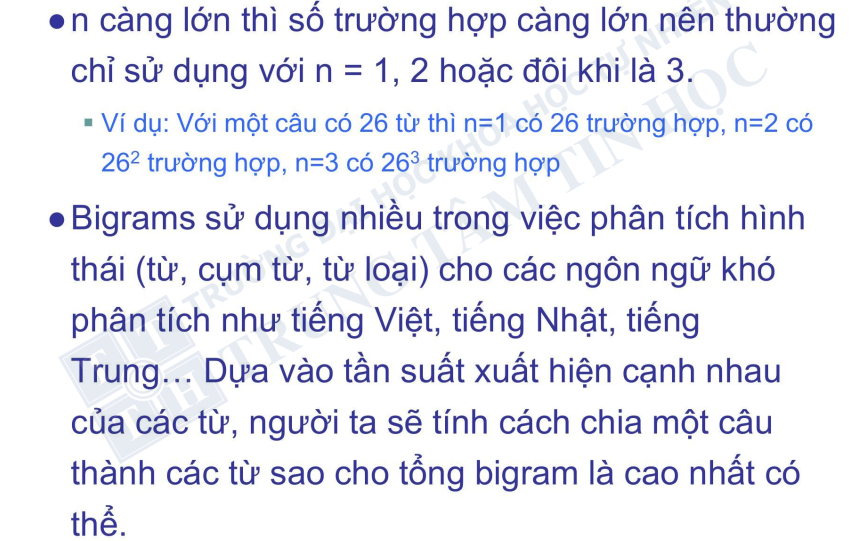 ●n càng lớn thì số trường hợp càng lớn nên thường
chỉ sử dụng với n = 1, 2 hoặc đôi khi là 3.
▪ Ví dụ: Với một câu có 26 từ thì n=1 có 26 trường hợp, n=2 có
26² trường hợp, n=3 có 26³ trường hợp
●Bigrams sử dụng nhiều trong việc phân tích hình
thái (từ, cụm từ, từ loại) cho các ngôn ngữ khó
phân tích như tiếng Việt, tiếng Nhật, tiếng
Trung… Dựa vào tần suất xuất hiện cạnh nhau
của các từ, người ta sẽ tính cách chia một câu
thành các từ sao cho tổng bigram là cao nhất có
thể.
TRƯỜNG ĐẠI HỌC KHOA HỌC TỰ NHIÊN
TRUNG TÂM TIN HỌC